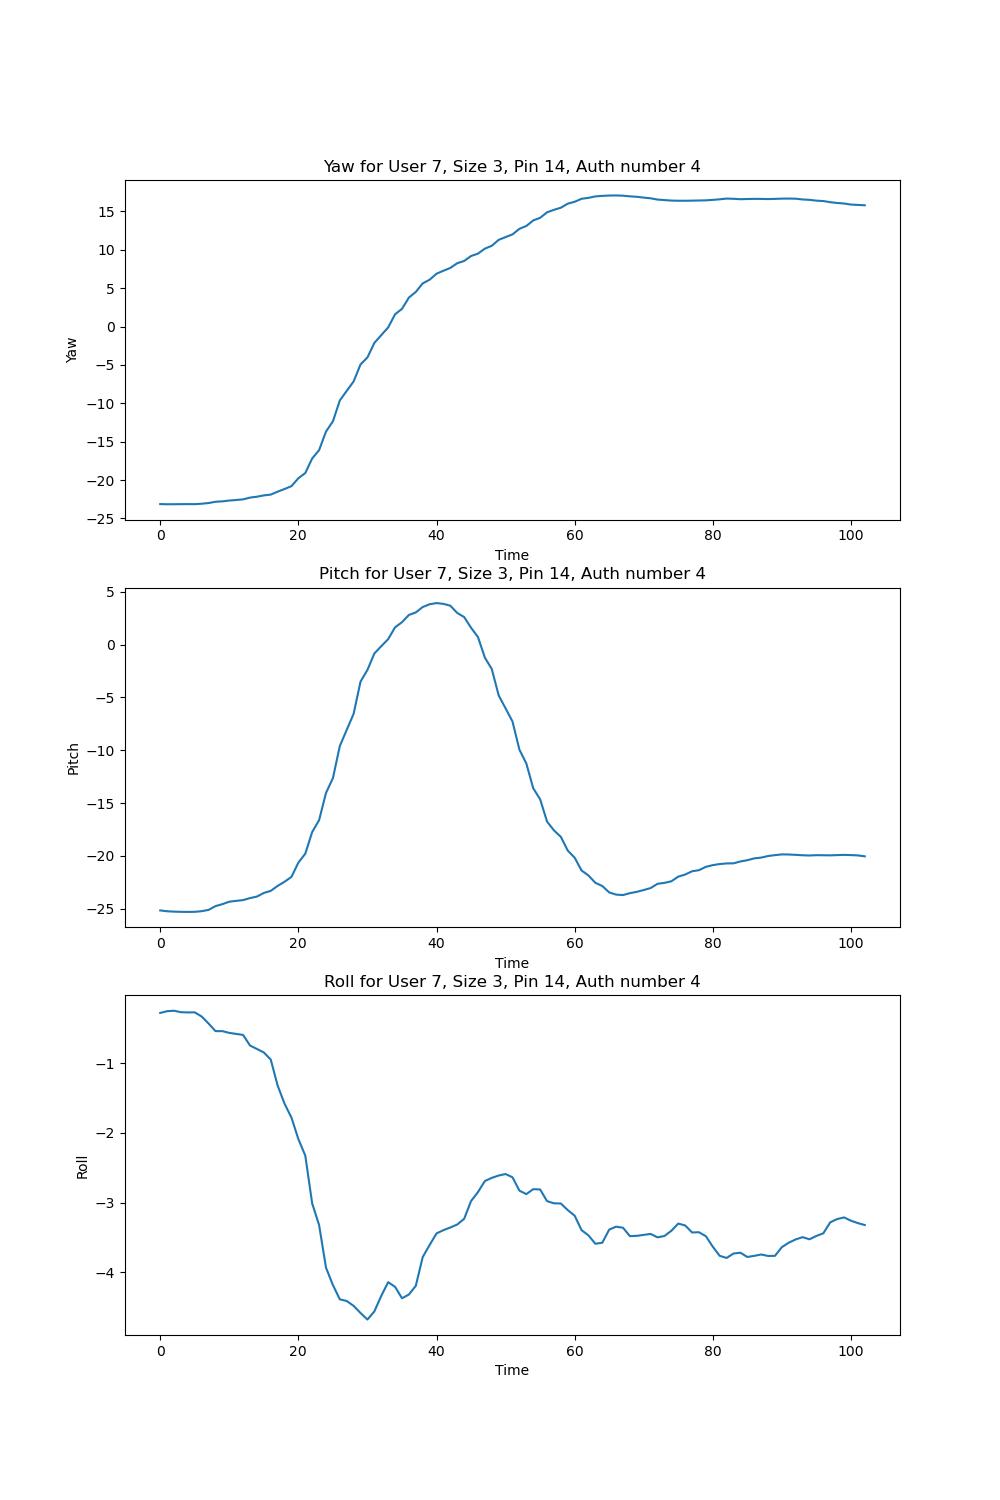 Yaw for User 7, Size 3, Pin 14, Auth number 4
15
10
5
0
−5
−10
−15
−20
−25
Yaw
0 20 40 60 80 100
Time
Pitch for User 7, Size 3, Pin 14, Auth number 4
5
0
−5
−10
−15
−20
−25
Pitch
0 20 40 60 80 100
Time
Roll for User 7, Size 3, Pin 14, Auth number 4
−1
−2
−3
−4
Roll
0 20 40 60 80 100
Time